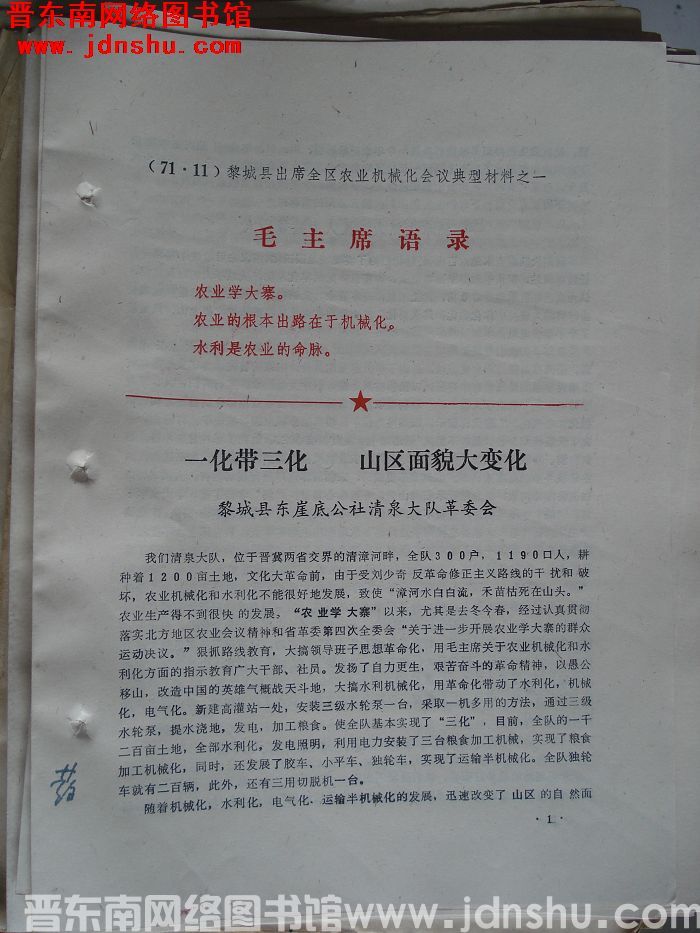 晋东南网络图书馆
www.jdnshu.com
（71·11）黎城县出席全区农业机械化会议典型材料之一
毛主席语录
农业学大寨。
农业的根本出路在于机械化。
水利是农业的命脉。
一化带三化　　山区面貌大变化
黎城县东崖底公社清泉大队革委会
我们清泉大队，位于晋冀两省交界的清漳河畔，全队300户，1190口人，耕
种着1200亩土地，文化大革命前，由于受刘少奇反革命修正主义路线的干扰和破
坏，农业机械化和水利化不能很好地发展，致使“漳河水白白流，禾苗枯死在山头。”
农业生产得不到很快的发展，“农业学大寨”以来，尤其是去冬今春，经过认真贯彻
落实北方地区农业会议精神和省革委第四次全委会“关于进一步开展农业学大寨的群众
运动决议。”狠抓路线教育，大搞领导班子思想革命化，用毛主席关于农业机械化和水
利化方面的指示教育广大干部、社员。发扬了自力更生，艰苦奋斗的革命精神，以愚公
移山，改造中国的英雄气概战天斗地，大搞水利机械化，用革命化带动了水利化，机械
化，电气化。新建高灌站一处，安装三级水轮泵一台，采取一机多用的方法，通过三级
水轮泵，提水浇地，发电，加工粮食。使全队基本实现了“三化”，目前，全队的一千
二百亩土地，全部水利化，发电照明，利用电力安装了三台粮食加工机械，实现了粮食
加工机械化，同时，还发展了胶车、小平车、独轮车，实现了运输半机械化。全队独轮
车就有二百辆，此外，还有三用切脱机一台。
随着机械化，水利化，电气化、运输半机械化的发展，迅速改变了山区的自然面
·1·
晋东南网络图书馆 www.jdnshu.com